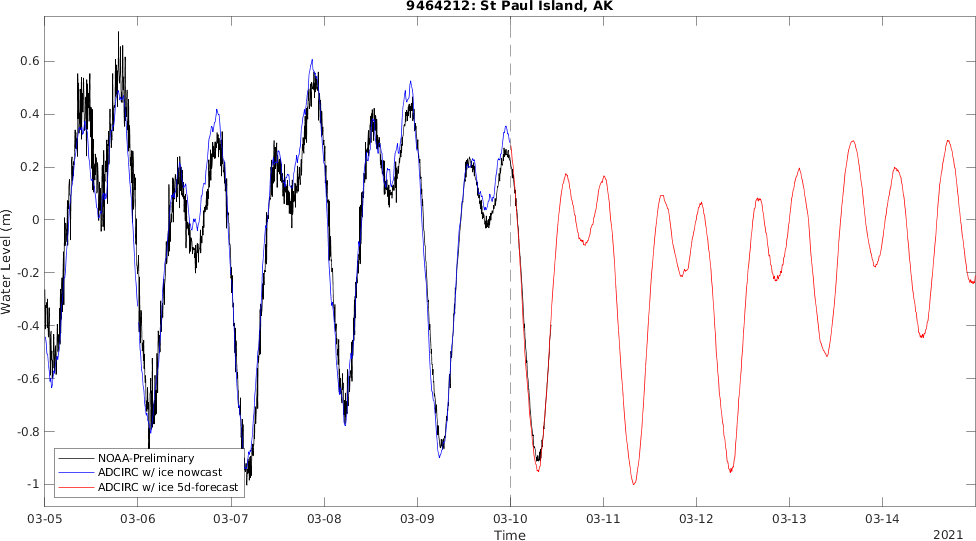 9464212: St Paul Island, AK
Water Level (m)
0.6
0.4
0.2
0
-0.2
-0.4
-0.6
-0.8
-1
NOAA-Preliminary
ADCIRC w/ ice nowcast
ADCIRC w/ ice 5d-forecast
03-05 03-06 03-07 03-08 03-09 03-10 03-11 03-12 03-13 03-14
Time
2021